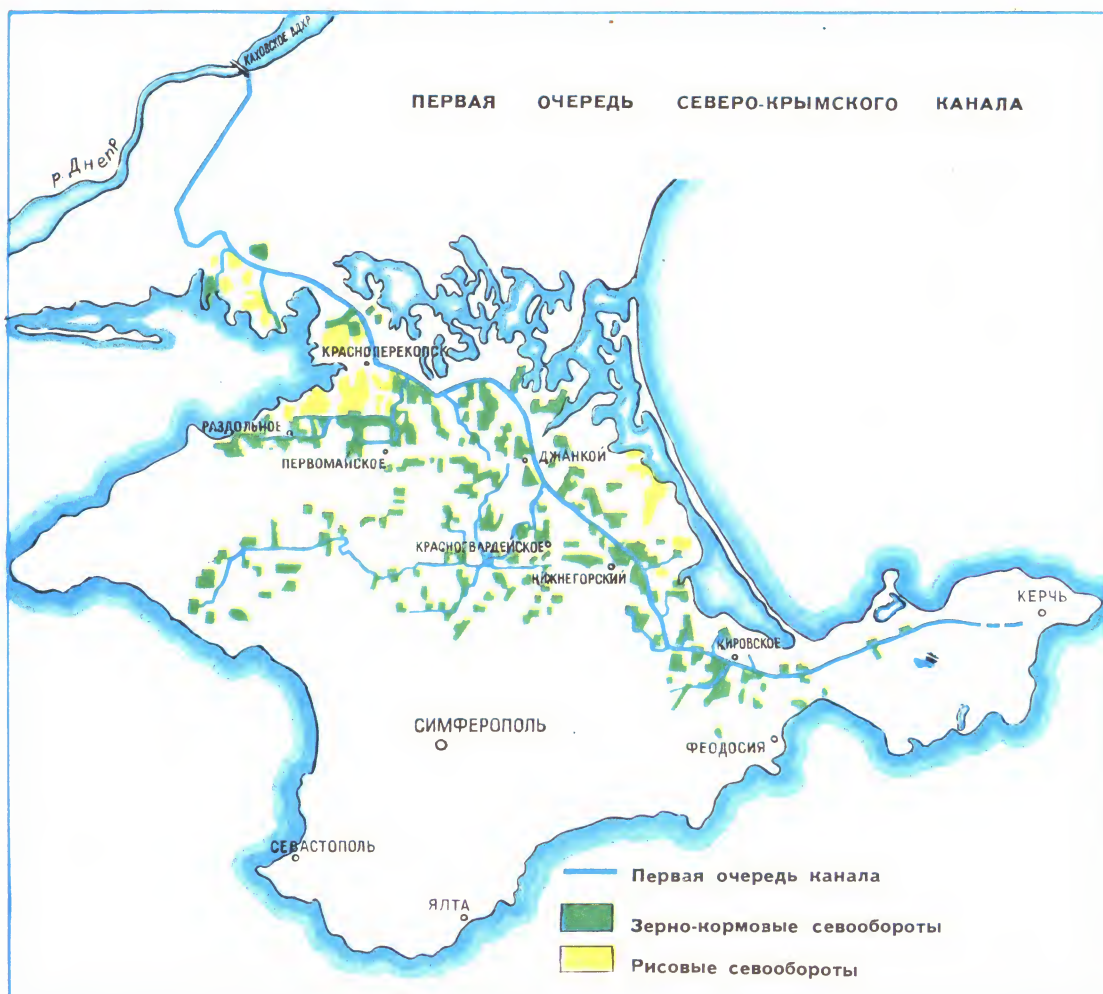 КАХОВСКОЕ ВДХР
ПЕРВАЯ ОЧЕРЕДЬ СЕВЕРО-КРЫМСКОГО КАНАЛА
р. Днепр
КРАСНОПЕРЕКОПСК
РАЗДОЛЬНОЕ
ПЕРВОМАЙСКОЕ
ДЖАНКОЙ
КРАСНОГВАРДЕЙСКОЕ
НИЖНЕГОРСКИЙ
КЕРЧЬ
КИРОВСКОЕ
СИМФЕРОПОЛЬ
ФЕОДОСИЯ
СЕВАСТОПОЛЬ
ЯЛТА
Первая очередь канала
Зерно-кормовые севообороты
Рисовые севообороты